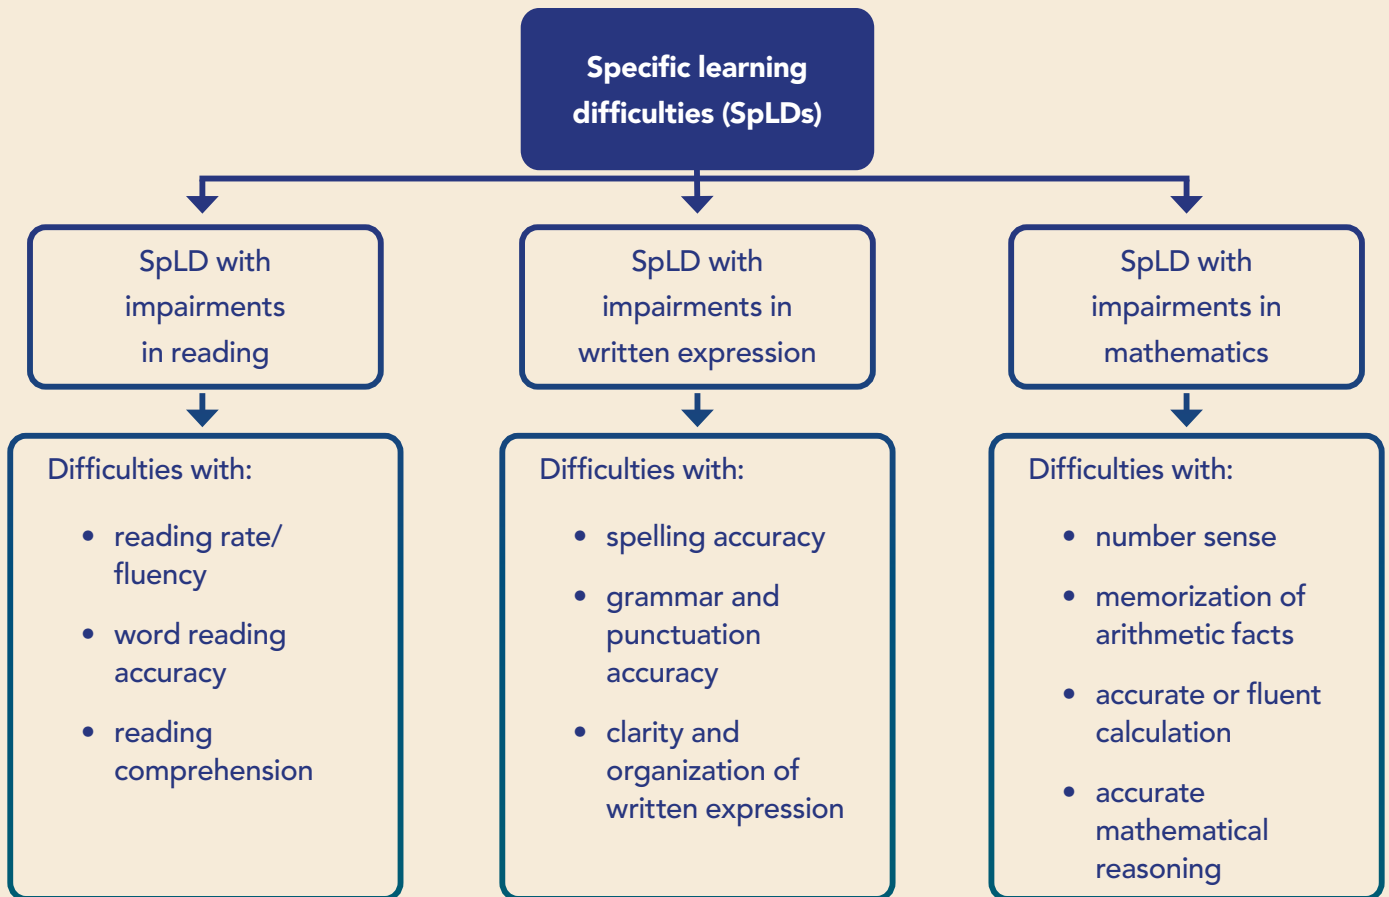 Specific learning
difficulties (SpLDs)
SpLD with
impairments
in reading
SpLD with
impairments in
written expression
SpLD with
impairments in
mathematics
Difficulties with:
• reading rate/
fluency
• word reading
accuracy
• reading
comprehension
Difficulties with:
• spelling accuracy
• grammar and
punctuation
accuracy
• clarity and
organization of
written expression
Difficulties with:
• number sense
• memorization of
arithmetic facts
• accurate or fluent
calculation
• accurate
mathematical
reasoning